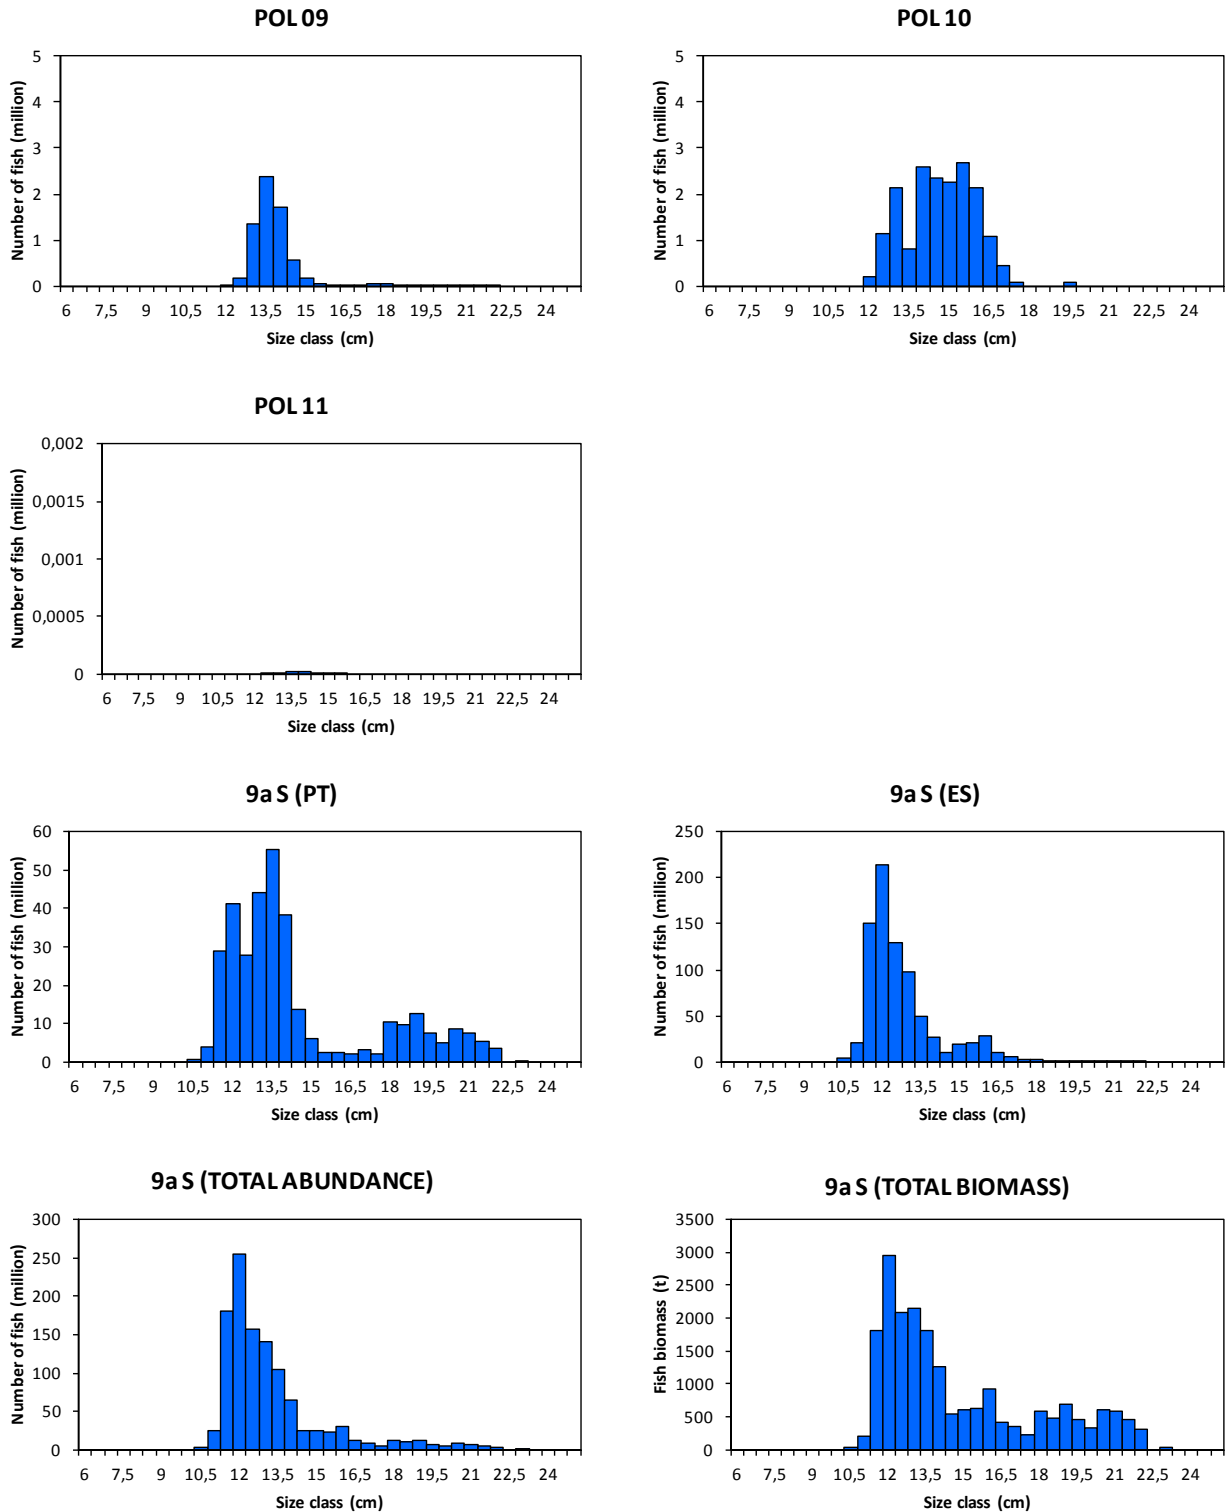 POL 09
Number of fish (million)
5
4
3
2
1
0
6 7,5 9 10,5 12 13,5 15 16,5 18 19,5 21 22,5 24
Size class (cm)
POL 10
Number of fish (million)
5
4
3
2
1
0
6 7,5 9 10,5 12 13,5 15 16,5 18 19,5 21 22,5 24
Size class (cm)
POL 11
Number of fish (million)
0,002
0,0015
0,001
0,0005
0
6 7,5 9 10,5 12 13,5 15 16,5 18 19,5 21 22,5 24
Size class (cm)
9a S (PT)
Number of fish (million)
60
50
40
30
20
10
0
6 7,5 9 10,5 12 13,5 15 16,5 18 19,5 21 22,5 24
Size class (cm)
9a S (ES)
Number of fish (million)
250
200
150
100
50
0
6 7,5 9 10,5 12 13,5 15 16,5 18 19,5 21 22,5 24
Size class (cm)
9a S (TOTAL ABUNDANCE)
Number of fish (million)
300
250
200
150
100
50
0
6 7,5 9 10,5 12 13,5 15 16,5 18 19,5 21 22,5 24
Size class (cm)
9a S (TOTAL BIOMASS)
Fish biomass (t)
3500
3000
2500
2000
1500
1000
500
0
6 7,5 9 10,5 12 13,5 15 16,5 18 19,5 21 22,5 24
Size class (cm)